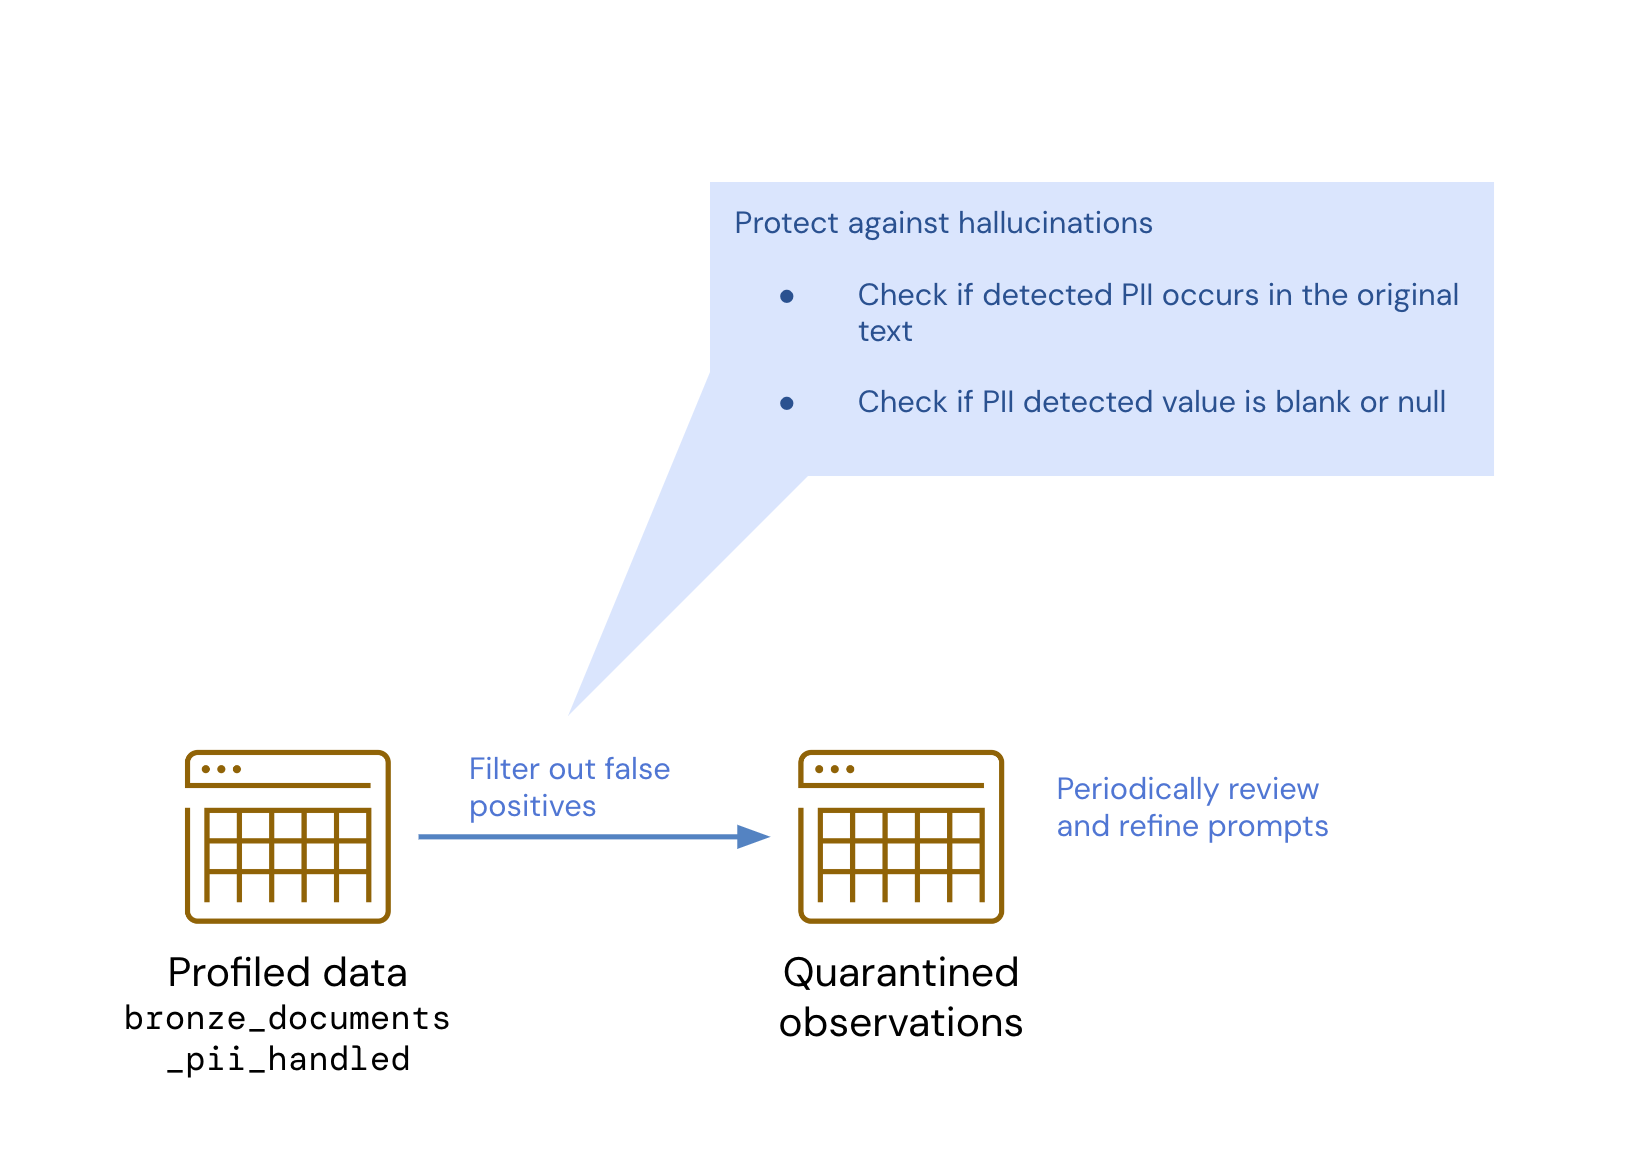 Protect against hallucinations
● Check if detected PII occurs in the original
text
● Check if PII detected value is blank or null
Filter out false
positives
Periodically review
and refine prompts
Profiled data
bronze_documents
_pii_handled
Quarantined
observations